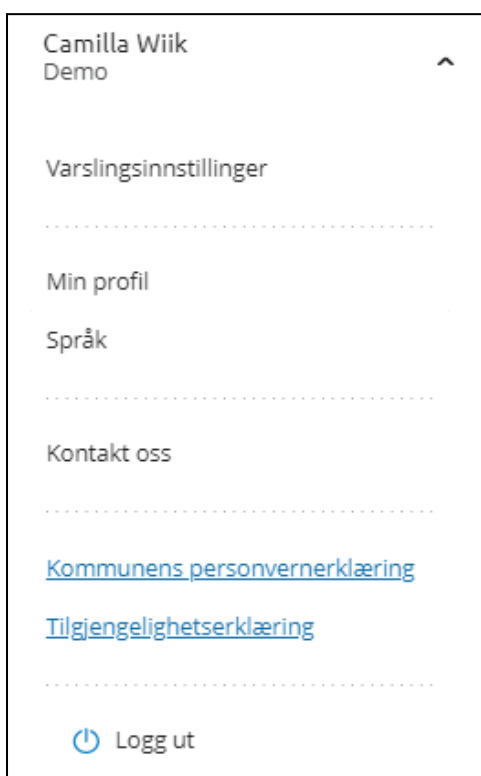 Camilla Wiik
Demo
Varslingsinnstillinger
Min profil
Språk
Kontakt oss
Kommunens personvernerklæring
Tilgjengelighetserklæring
Logg ut